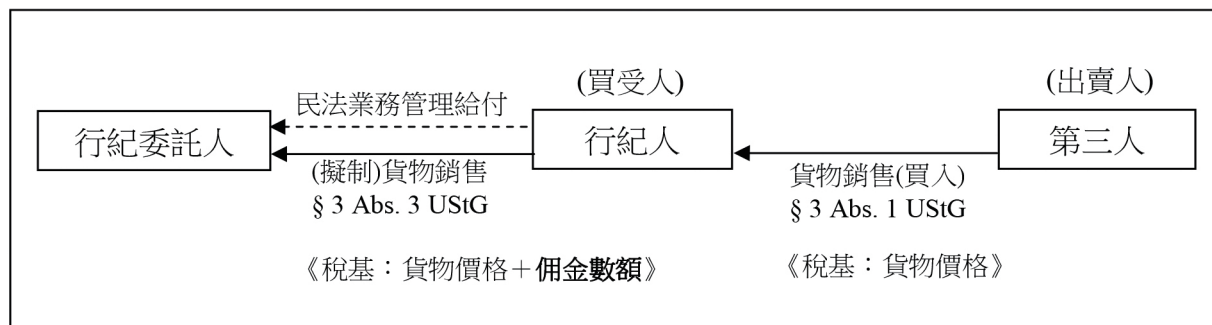 (買受人)
(出賣人)
民法業務管理給付
行紀委託人
行紀人
第三人
(擬制)貨物銷售
§ 3 Abs. 3 UStG
貨物銷售(買入)
§ 3 Abs. 1 UStG
《稅基：貨物價格＋佣金數額》
《稅基：貨物價格》